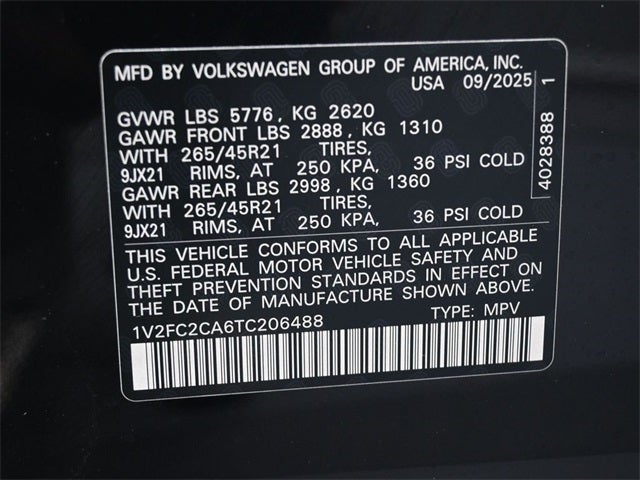 MFD BY VOLKSWAGEN GROUP OF AMERICA, INC.
USA 09/2025
GVWR LBS 5776 , KG 2620
GAWR FRONT LBS 2888 , KG 1310
WITH 265/45R21 TIRES,
9JX21 RIMS, AT 250 KPA, 36 PSI COLD
GAWR REAR LBS 2998 , KG 1360
WITH 265/45R21 TIRES,
9JX21 RIMS, AT 250 KPA, 36 PSI COLD
THIS VEHICLE CONFORMS TO ALL APPLICABLE
U.S. FEDERAL MOTOR VEHICLE SAFETY AND
THEFT PREVENTION STANDARDS IN EFFECT ON
THE DATE OF MANUFACTURE SHOWN ABOVE.
1V2FC2CA6TC206488 TYPE: MPV
4028388 1